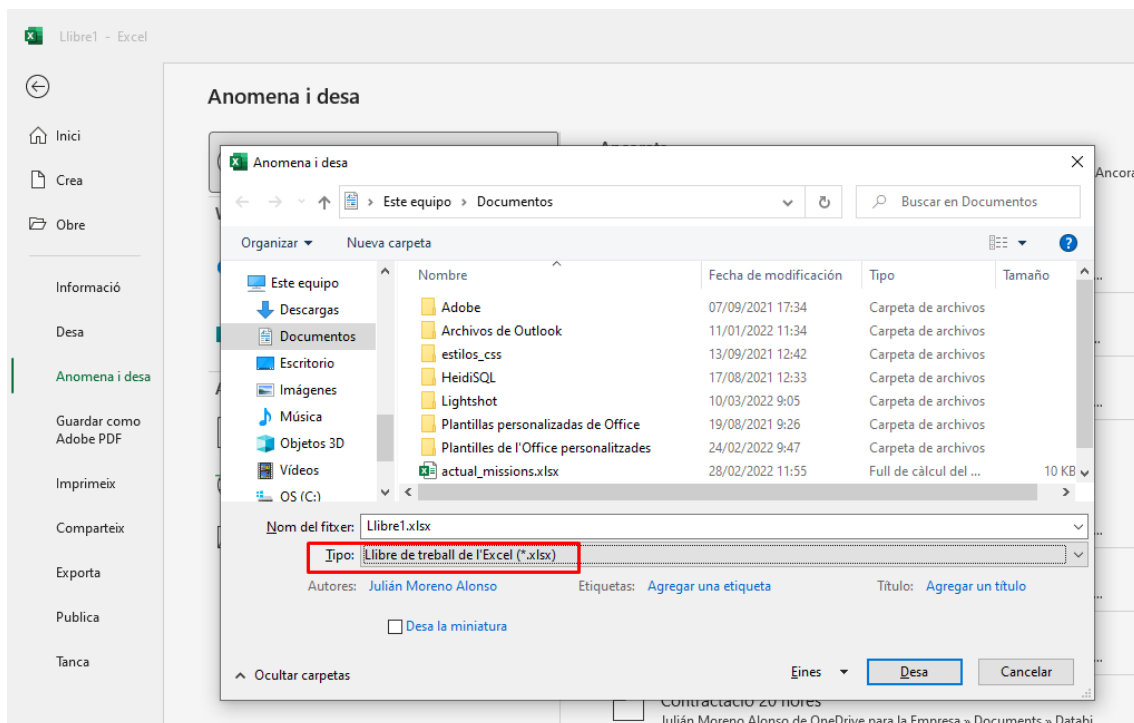 Llibre1 - Excel
Anomena i desa
Inici
Crea
Obre
Informació
Desa
Anomena i desa
Guardar como
Adobe PDF
Imprimeix
Comparteix
Exporta
Publica
Tanca
Ancora
Anomena i desa
Este equipo > Documentos
Buscar en Documentos
Organizar Nueva carpeta
Este equipo
Descargas
Documentos
Escritorio
Imágenes
Música
Objetos 3D
Vídeos
OS (C:)
Nombre Fecha de modificación Tipo Tamaño
Adobe 07/09/2021 17:34 Carpeta de archivos
Archivos de Outlook 11/01/2022 11:34 Carpeta de archivos
estilos_css 13/09/2021 12:42 Carpeta de archivos
HeidiSQL 17/08/2021 12:33 Carpeta de archivos
Lightshot 10/03/2022 9:05 Carpeta de archivos
Plantillas personalizadas de Office 19/08/2021 9:26 Carpeta de archivos
Plantilles de l'Office personalitzades 24/02/2022 9:47 Carpeta de archivos
actual_missions.xlsx 28/02/2022 11:55 Full de càlcul del ... 10 KB
Nom del fitxer: Llibre1.xlsx
Tipo: Llibre de treball de l'Excel (*.xlsx)
Autores: Julián Moreno Alonso Etiquetas: Agregar una etiqueta Título: Agregar un título
Desa la miniatura
Ocultar carpetas Eines Desa Cancelar
Contractació 20 hores
Julián Moreno Alonso de OneDrive para la Empresa » Documents » Databi